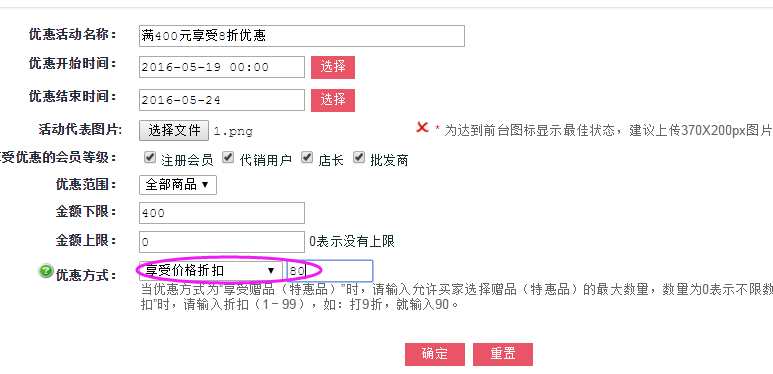 优惠活动名称： 满400元享受8折优惠
优惠开始时间： 2016-05-19 00:00 选择
优惠结束时间： 2016-05-24 选择
活动代表图片: 选择文件 1.png * 为达到前台图标显示最佳状态，建议上传370X200px图片
受优惠的会员等级： 注册会员 代销用户 店长 批发商
优惠范围： 全部商品
金额下限： 400
金额上限： 0 0表示没有上限
优惠方式： 享受价格折扣 80
当优惠方式为“享受赠品（特惠品）”时，请输入允许买家选择赠品（特惠品）的最大数量，数量为0表示不限数
扣”时，请输入折扣（1－99），如：打9折，就输入90。
确定 重置